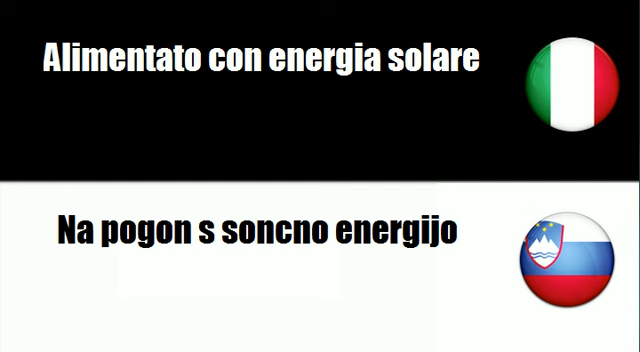 Alimentato con energia solare
Na pogon s soncno energijo